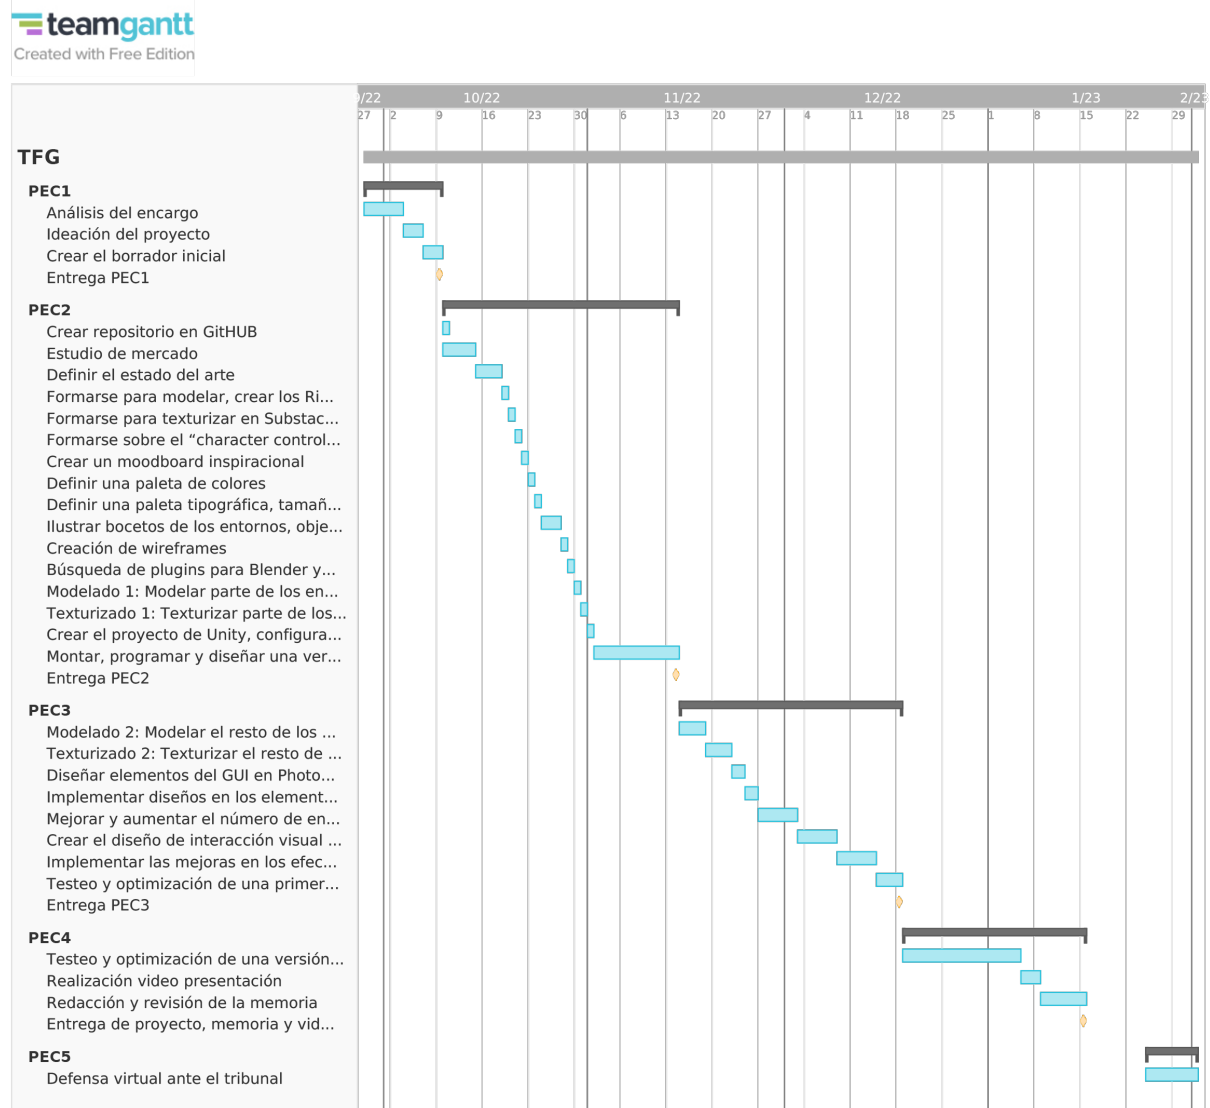 teamgantt
Created with Free Edition
/22 10/22 11/22 12/22 1/23 2/23
27 2 9 16 23 30 6 13 20 27 4 11 18 25 1 8 15 22 29
TFG
PEC1
Análisis del encargo
Ideación del proyecto
Crear el borrador inicial
Entrega PEC1
PEC2
Crear repositorio en GitHUB
Estudio de mercado
Definir el estado del arte
Formarse para modelar, crear los Ri...
Formarse para texturizar en Substac...
Formarse sobre el “character control...
Crear un moodboard inspiracional
Definir una paleta de colores
Definir una paleta tipográfica, tamañ...
Ilustrar bocetos de los entornos, obje...
Creación de wireframes
Búsqueda de plugins para Blender y...
Modelado 1: Modelar parte de los en...
Texturizado 1: Texturizar parte de los...
Crear el proyecto de Unity, configura...
Montar, programar y diseñar una ver...
Entrega PEC2
PEC3
Modelado 2: Modelar el resto de los ...
Texturizado 2: Texturizar el resto de ...
Diseñar elementos del GUI en Photo...
Implementar diseños en los element...
Mejorar y aumentar el número de en...
Crear el diseño de interacción visual ...
Implementar las mejoras en los efec...
Testeo y optimización de una primer...
Entrega PEC3
PEC4
Testeo y optimización de una versión...
Realización video presentación
Redacción y revisión de la memoria
Entrega de proyecto, memoria y vid...
PEC5
Defensa virtual ante el tribunal